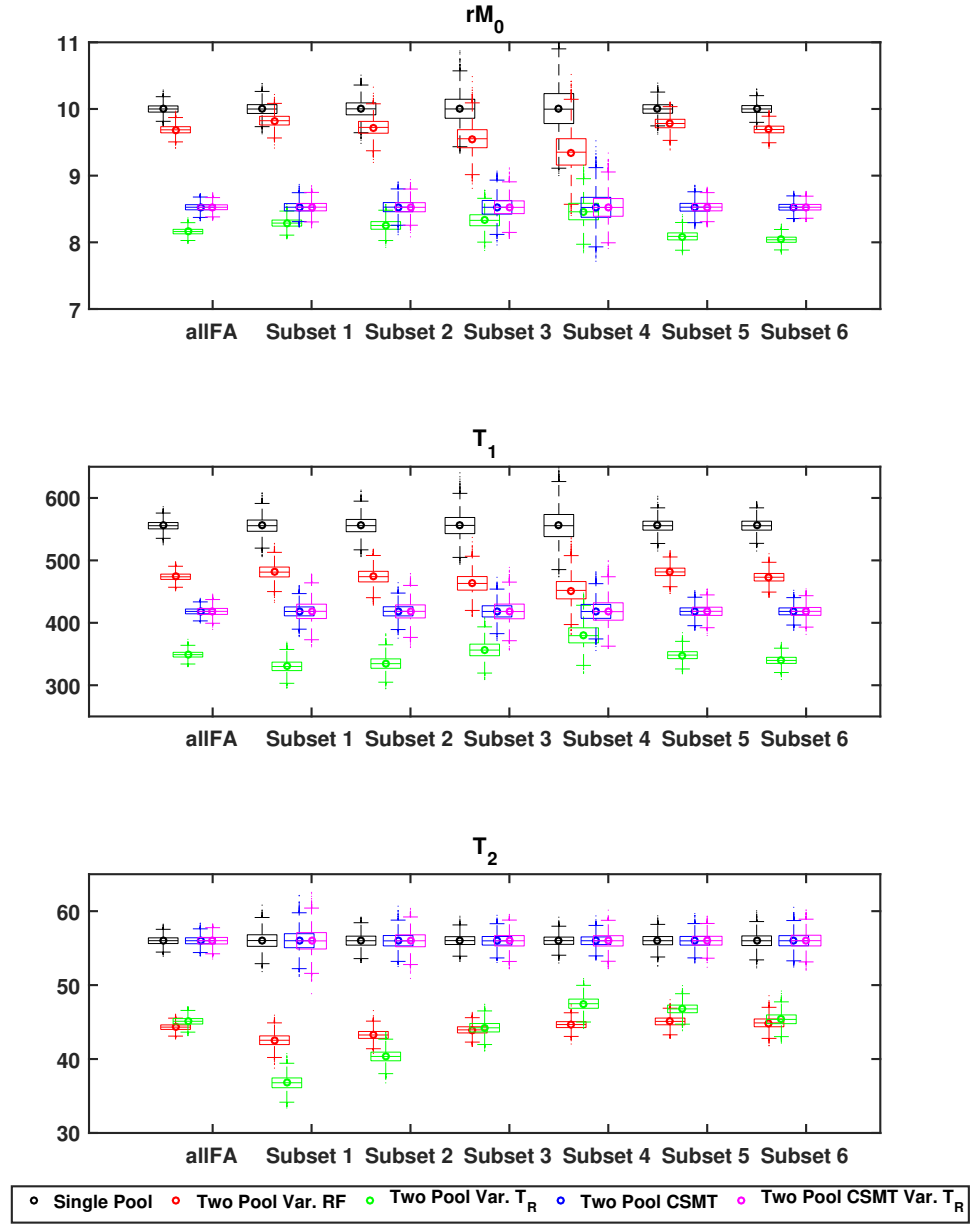 rM0
11
10
9
8
7
allFA Subset 1 Subset 2 Subset 3 Subset 4 Subset 5 Subset 6
T1
600
500
400
300
allFA Subset 1 Subset 2 Subset 3 Subset 4 Subset 5 Subset 6
T2
60
50
40
30
allFA Subset 1 Subset 2 Subset 3 Subset 4 Subset 5 Subset 6
Single Pool Two Pool Var. RF Two Pool Var. TR Two Pool CSMT Two Pool CSMT Var. TR